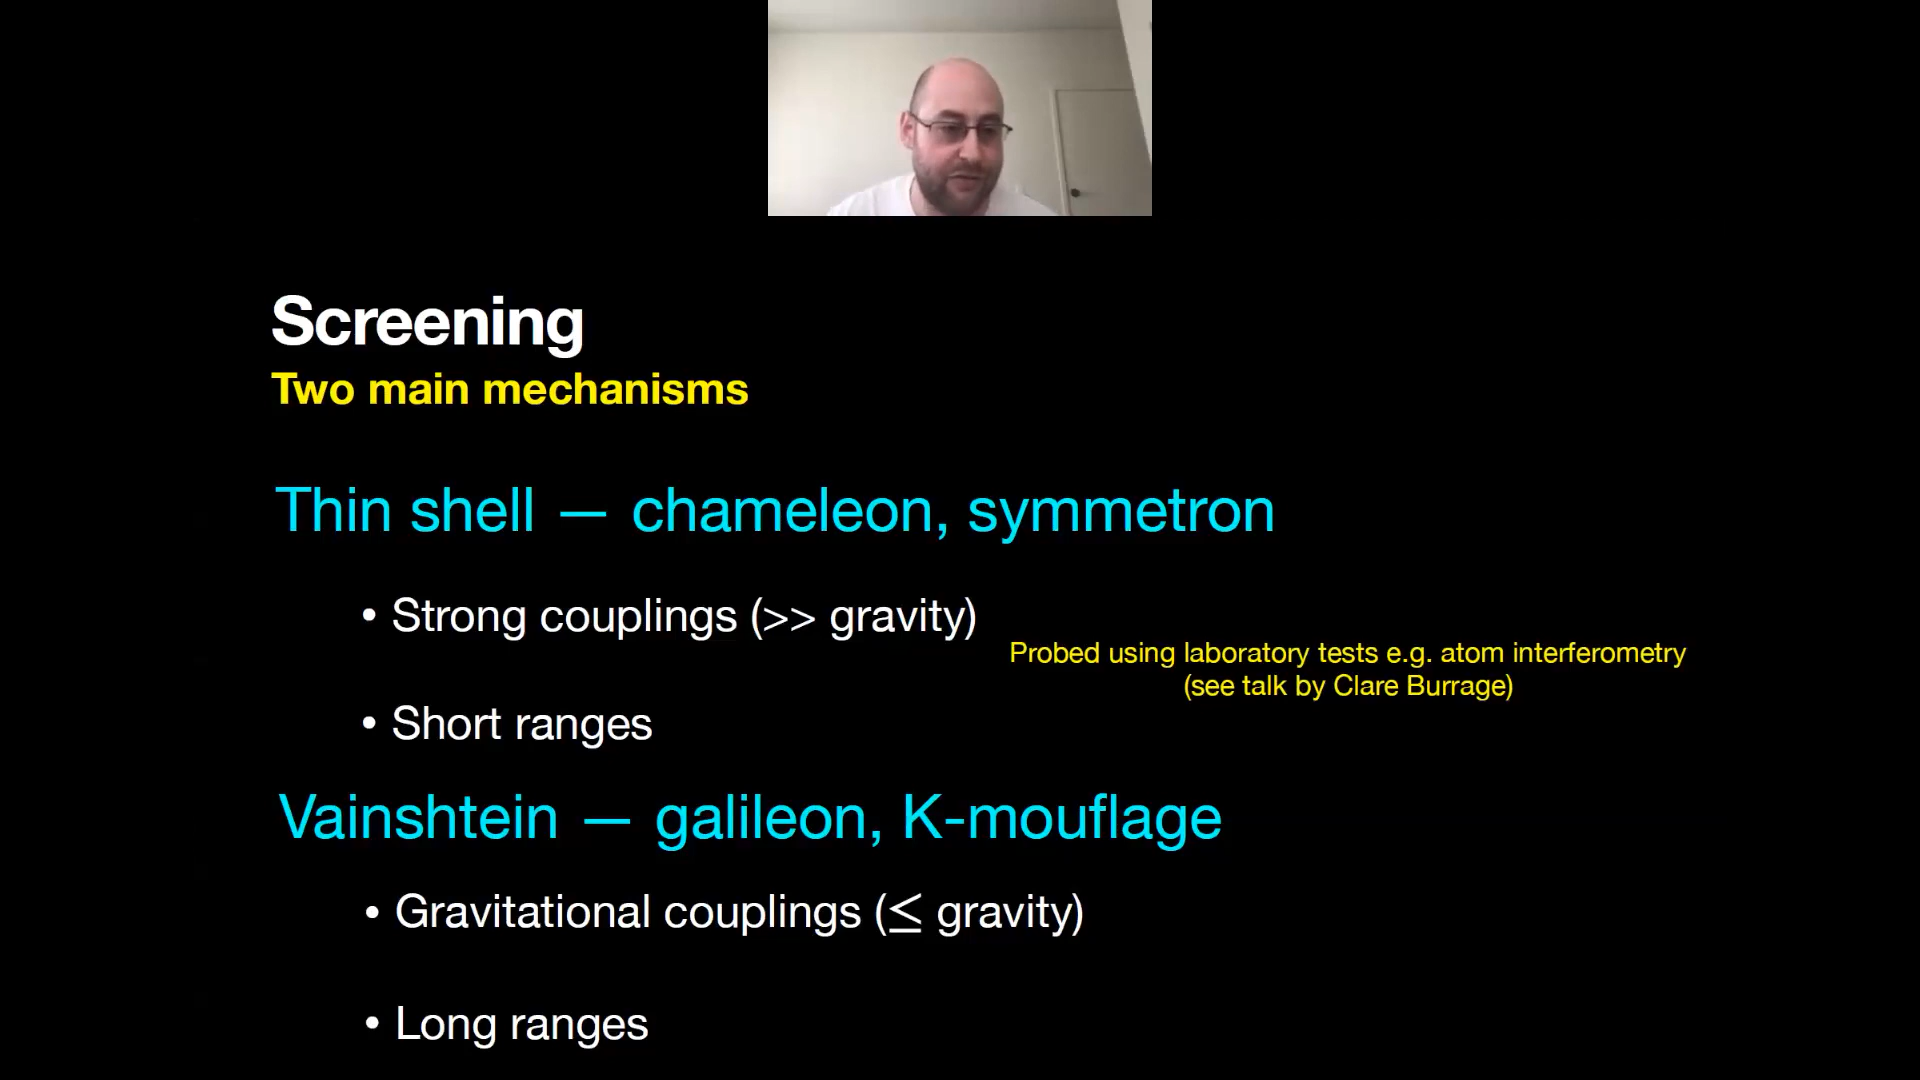 Screening
Two main mechanisms
Thin shell — chameleon, symmetron
• Strong couplings (>> gravity)
Probed using laboratory tests e.g. atom interferometry
(see talk by Clare Burrage)
• Short ranges
Vainshtein — galileon, K-mouflage
• Gravitational couplings (≤ gravity)
• Long ranges